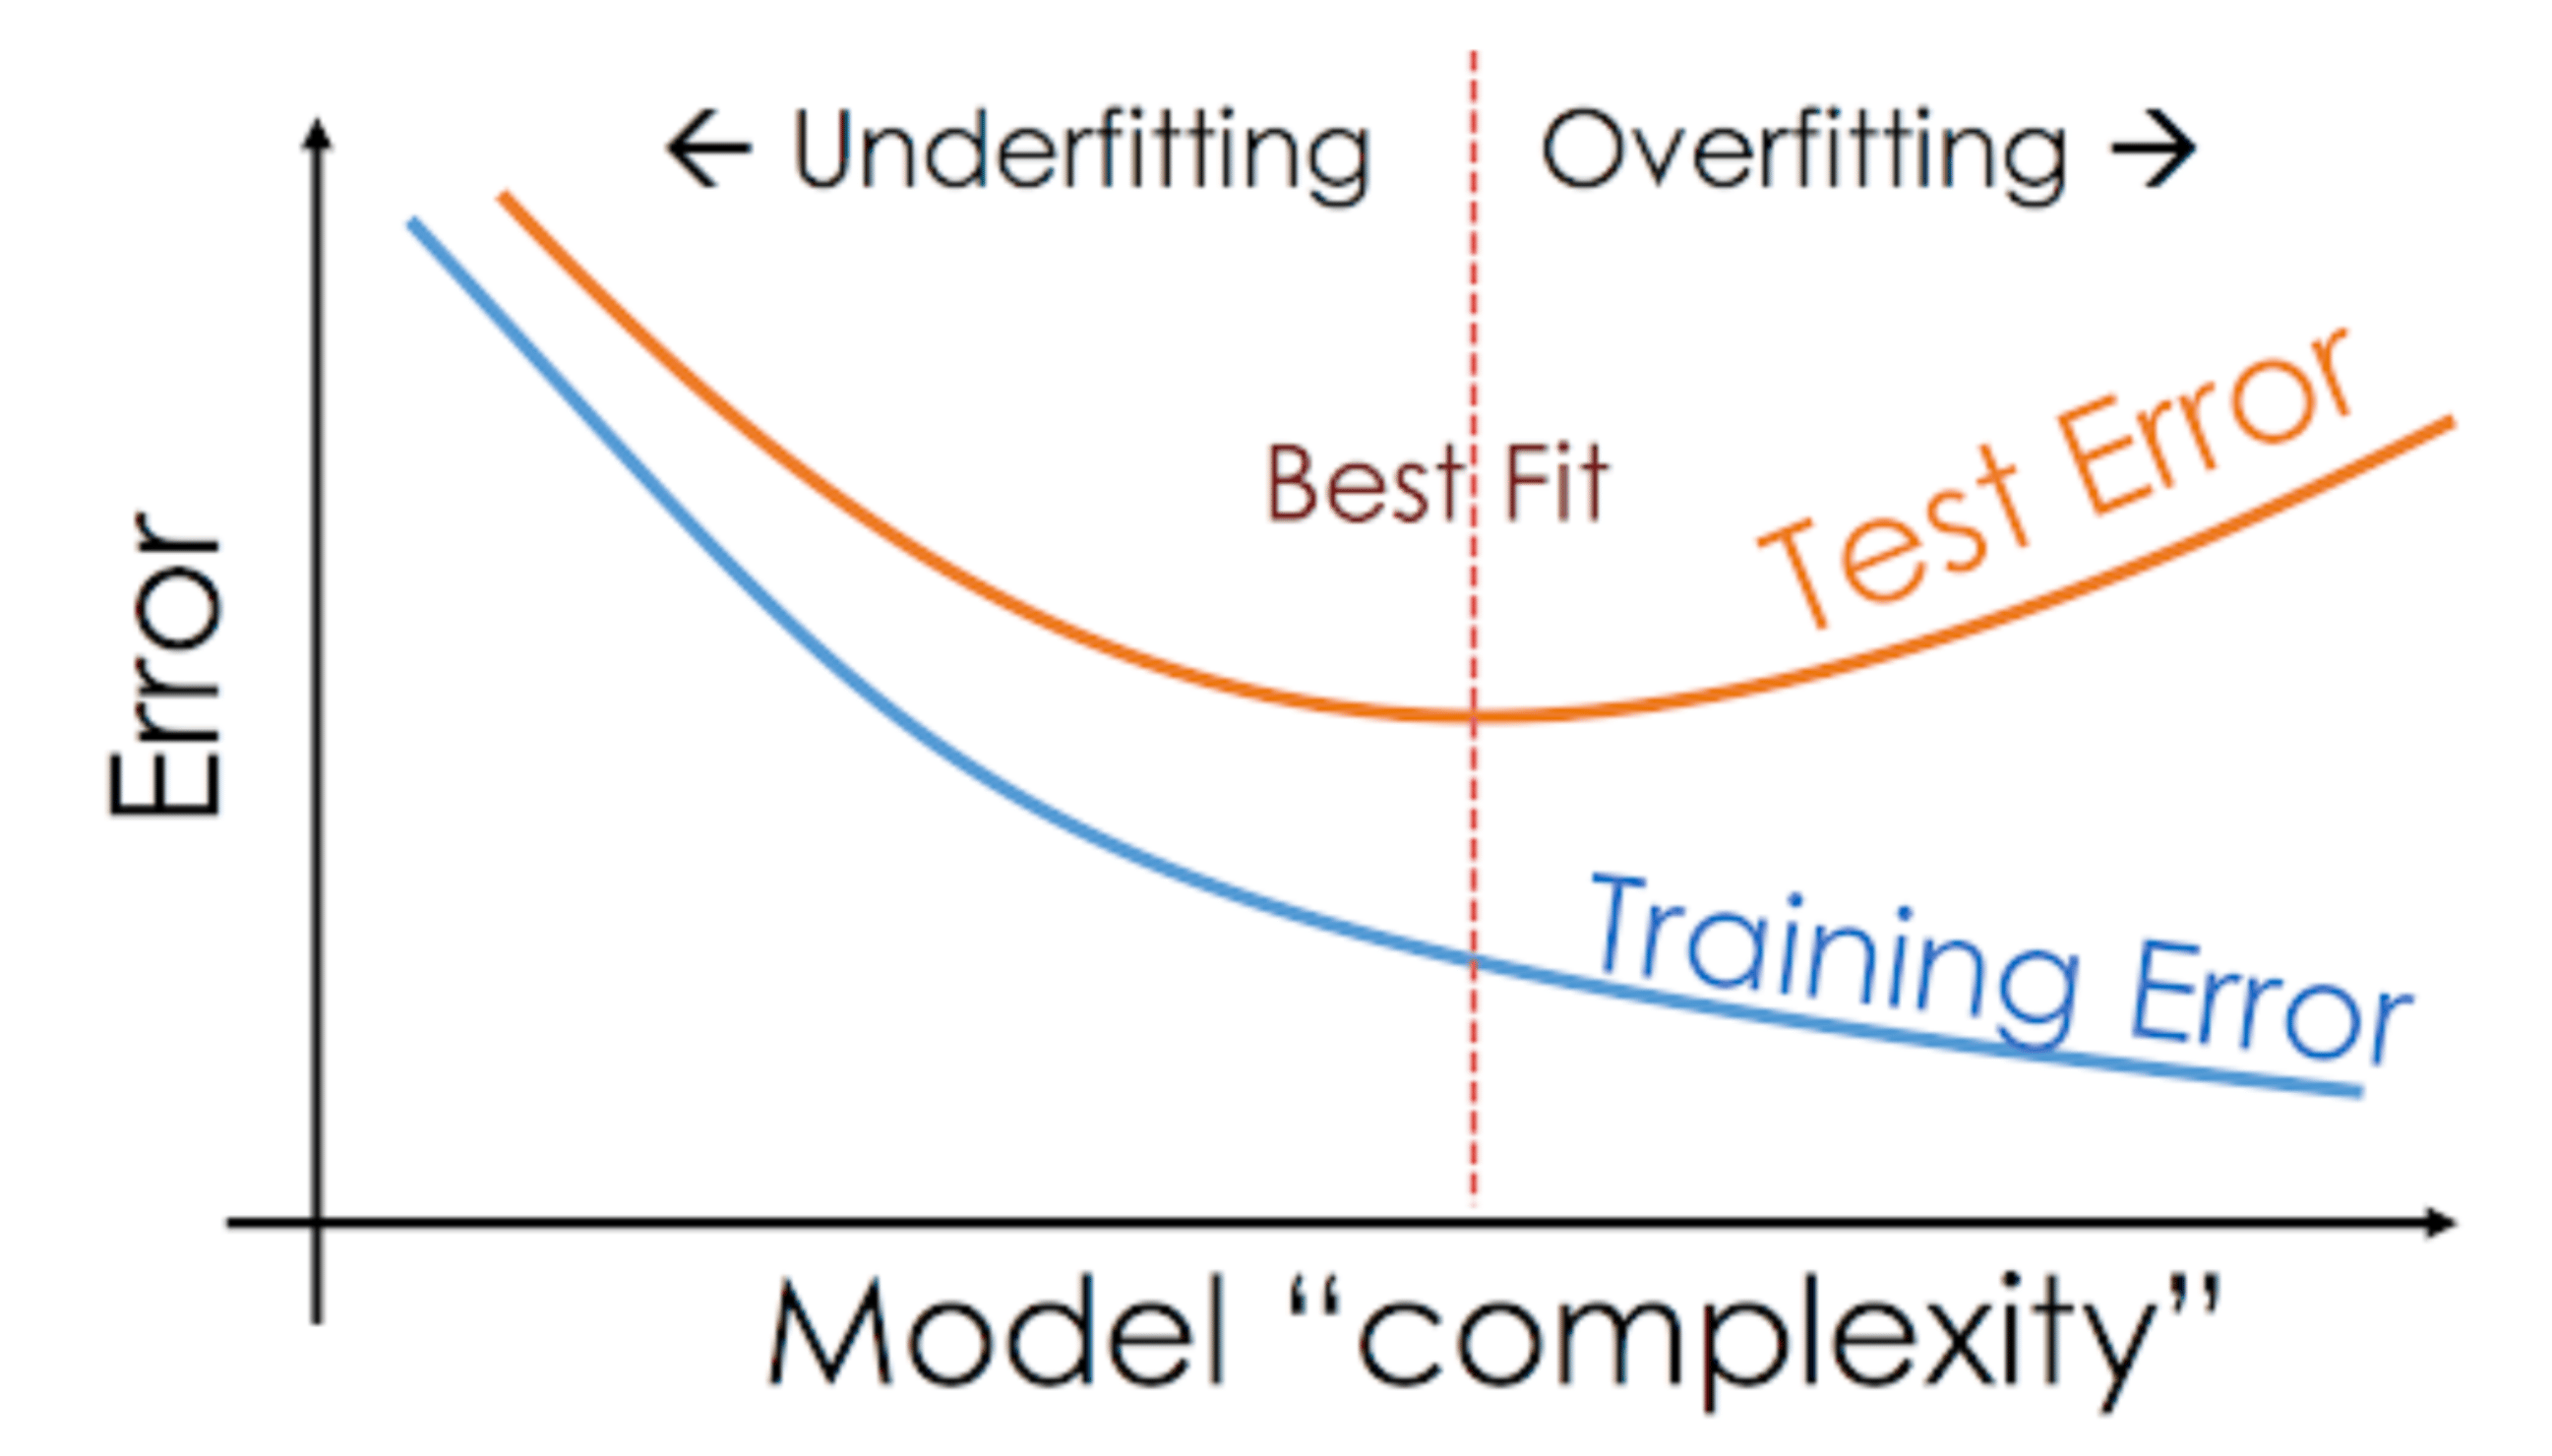 ← Underfitting
Overfitting →
Best Fit
Test Error
Error
Training Error
Model “complexity”